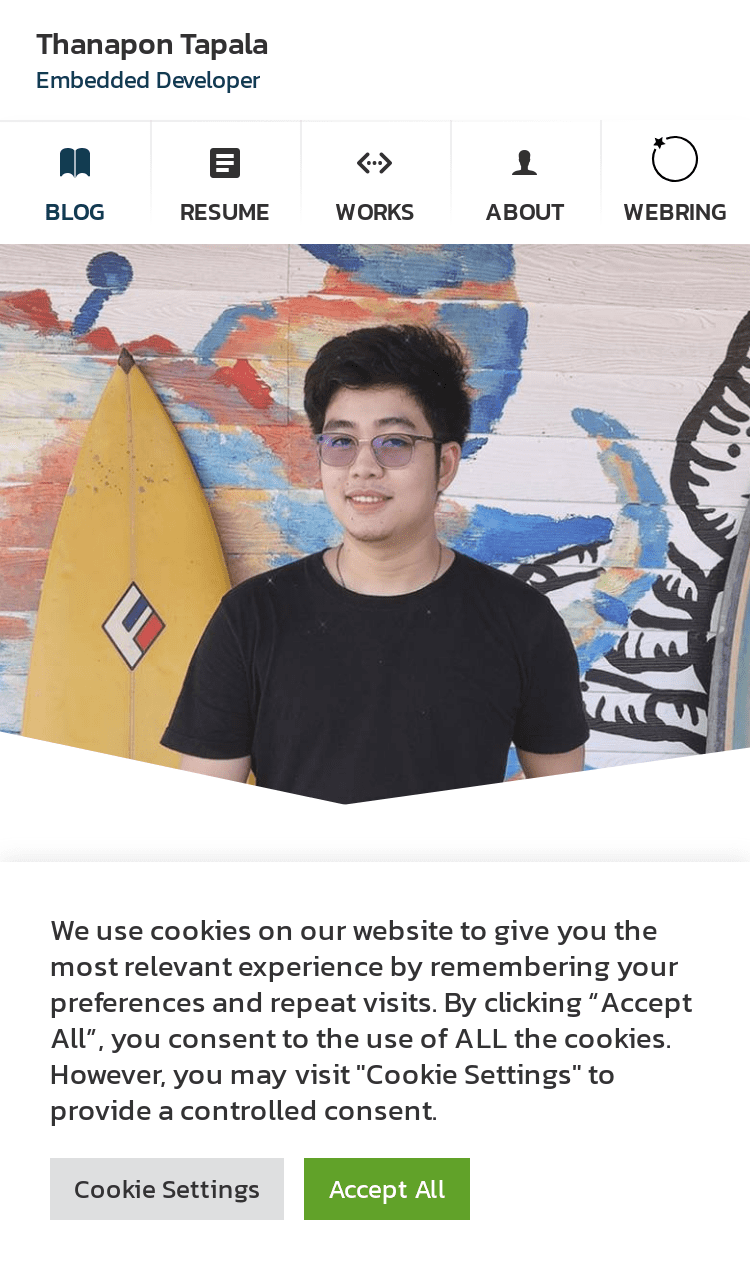 Thanapon Tapala
Embedded Developer
BLOG
RESUME
WORKS
ABOUT
WEBRING
We use cookies on our website to give you the
most relevant experience by remembering your
preferences and repeat visits. By clicking “Accept
All”, you consent to the use of ALL the cookies.
However, you may visit "Cookie Settings" to
provide a controlled consent.
Cookie Settings
Accept All